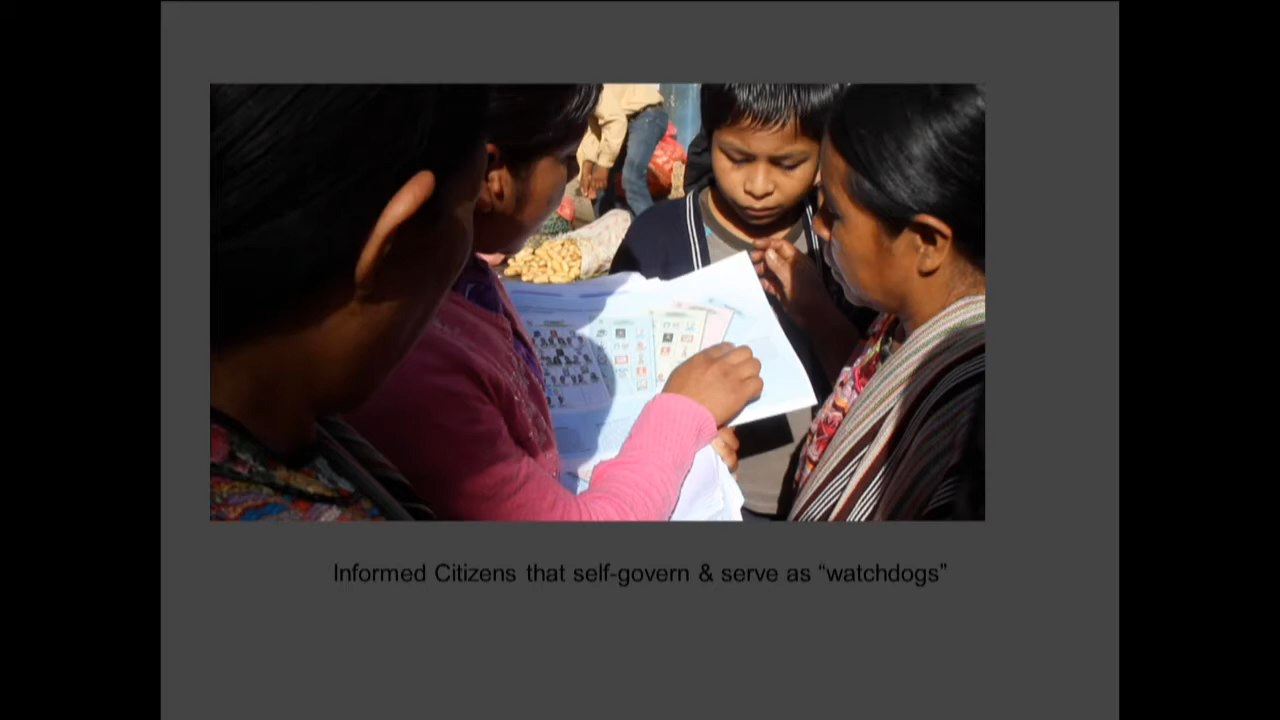 Informed Citizens that self-govern & serve as “watchdogs”